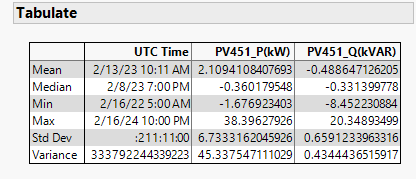 Tabulate
UTC Time PV451_P(kW) PV451_Q(kVAR)
Mean 2/13/23 10:11 AM 2.1094108407693 -0.488647126205
Median 2/8/23 7:00 PM -0.360179548 -0.331399778
Min 2/16/22 5:00 AM -1.676923403 -8.452230884
Max 2/16/24 10:00 PM 38.39627926 20.34893499
Std Dev :211:11:00 6.7333162045926 0.6591233963316
Variance 333792244339223 45.337547111029 0.4344436515917